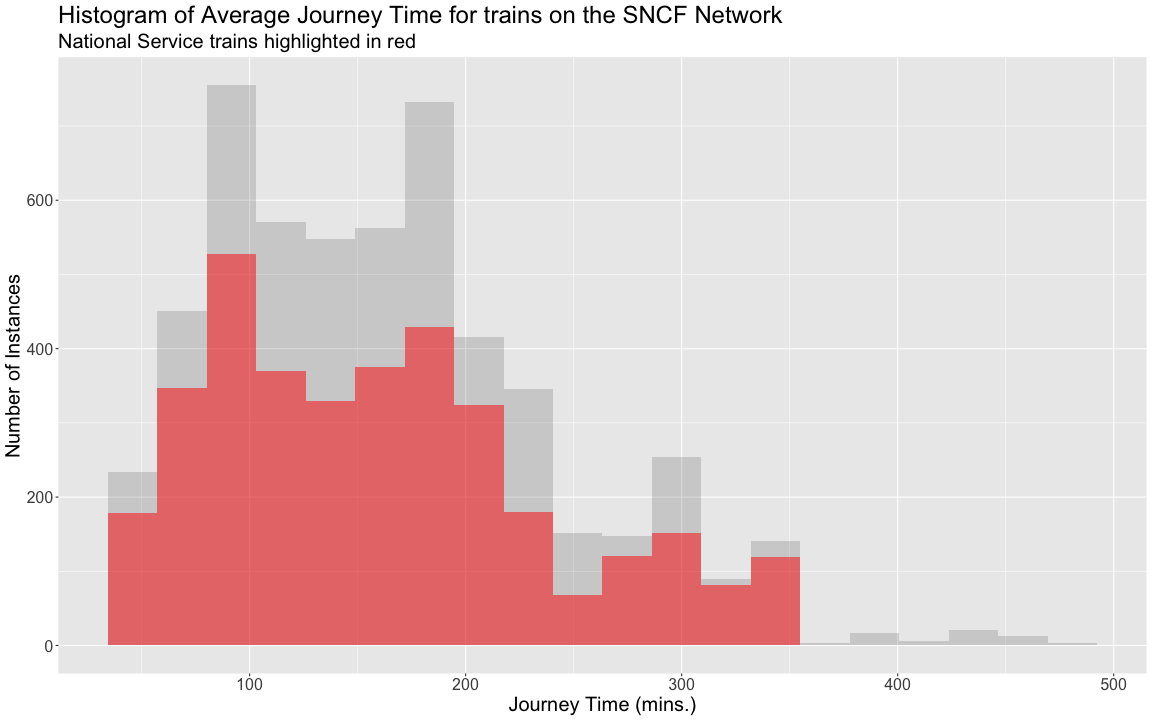 Histogram of Average Journey Time for trains on the SNCF Network
National Service trains highlighted in red
Number of Instances
600
400
200
0
100 200 300 400 500
Journey Time (mins.)